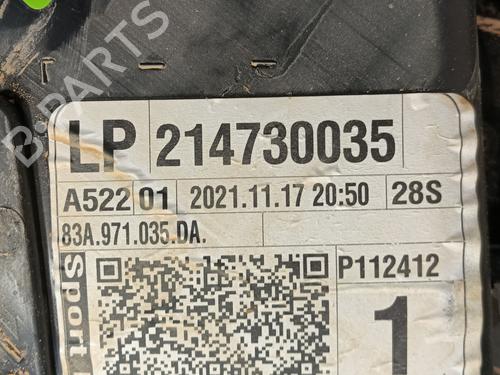 B-PARTS
LP 214730035
A522 01 2021.11.17 20:50 28S
83A.971.035.DA.
Sport
P112412
1